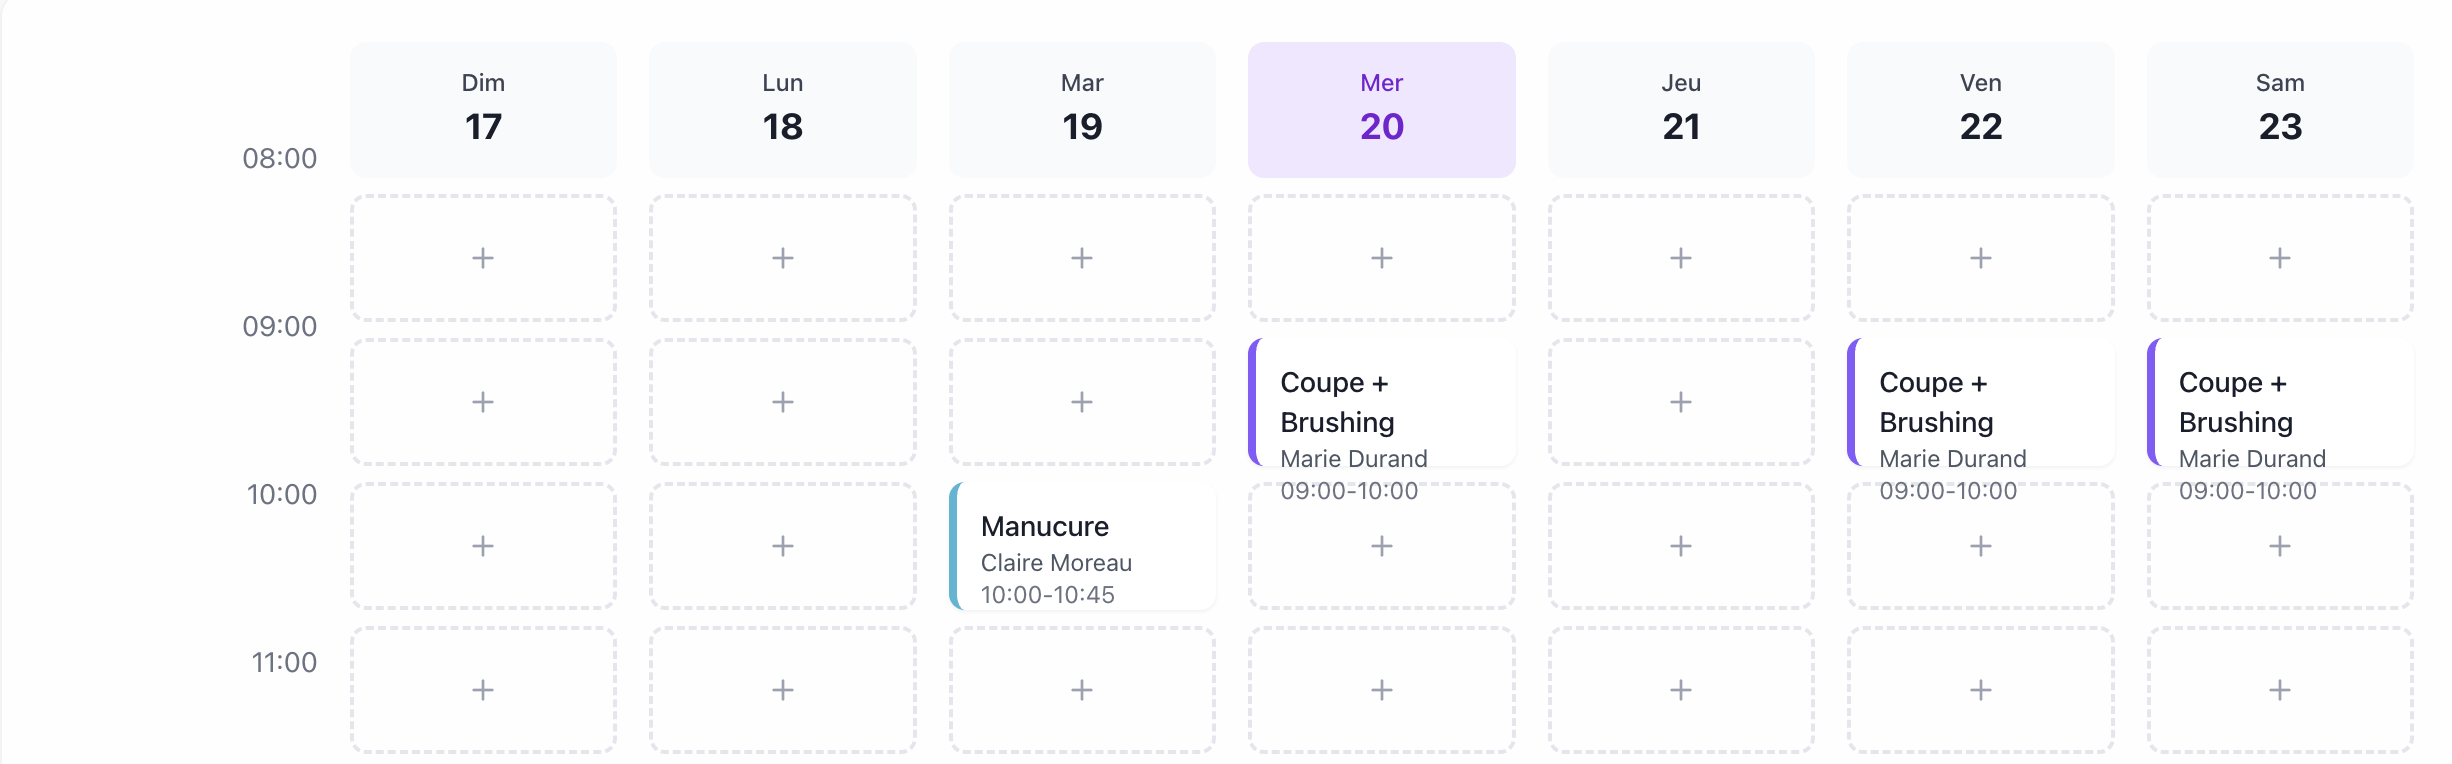 Dim
17
Lun
18
Mar
19
Mer
20
Jeu
21
Ven
22
Sam
23
08:00
+ + + + + + +
09:00
+ + +
Coupe +
Brushing
Marie Durand
09:00-10:00
+
Coupe +
Brushing
Marie Durand
09:00-10:00
Coupe +
Brushing
Marie Durand
09:00-10:00
10:00
+ +
Manucure
Claire Moreau
10:00-10:45
+ + + +
11:00
+ + + + + + +